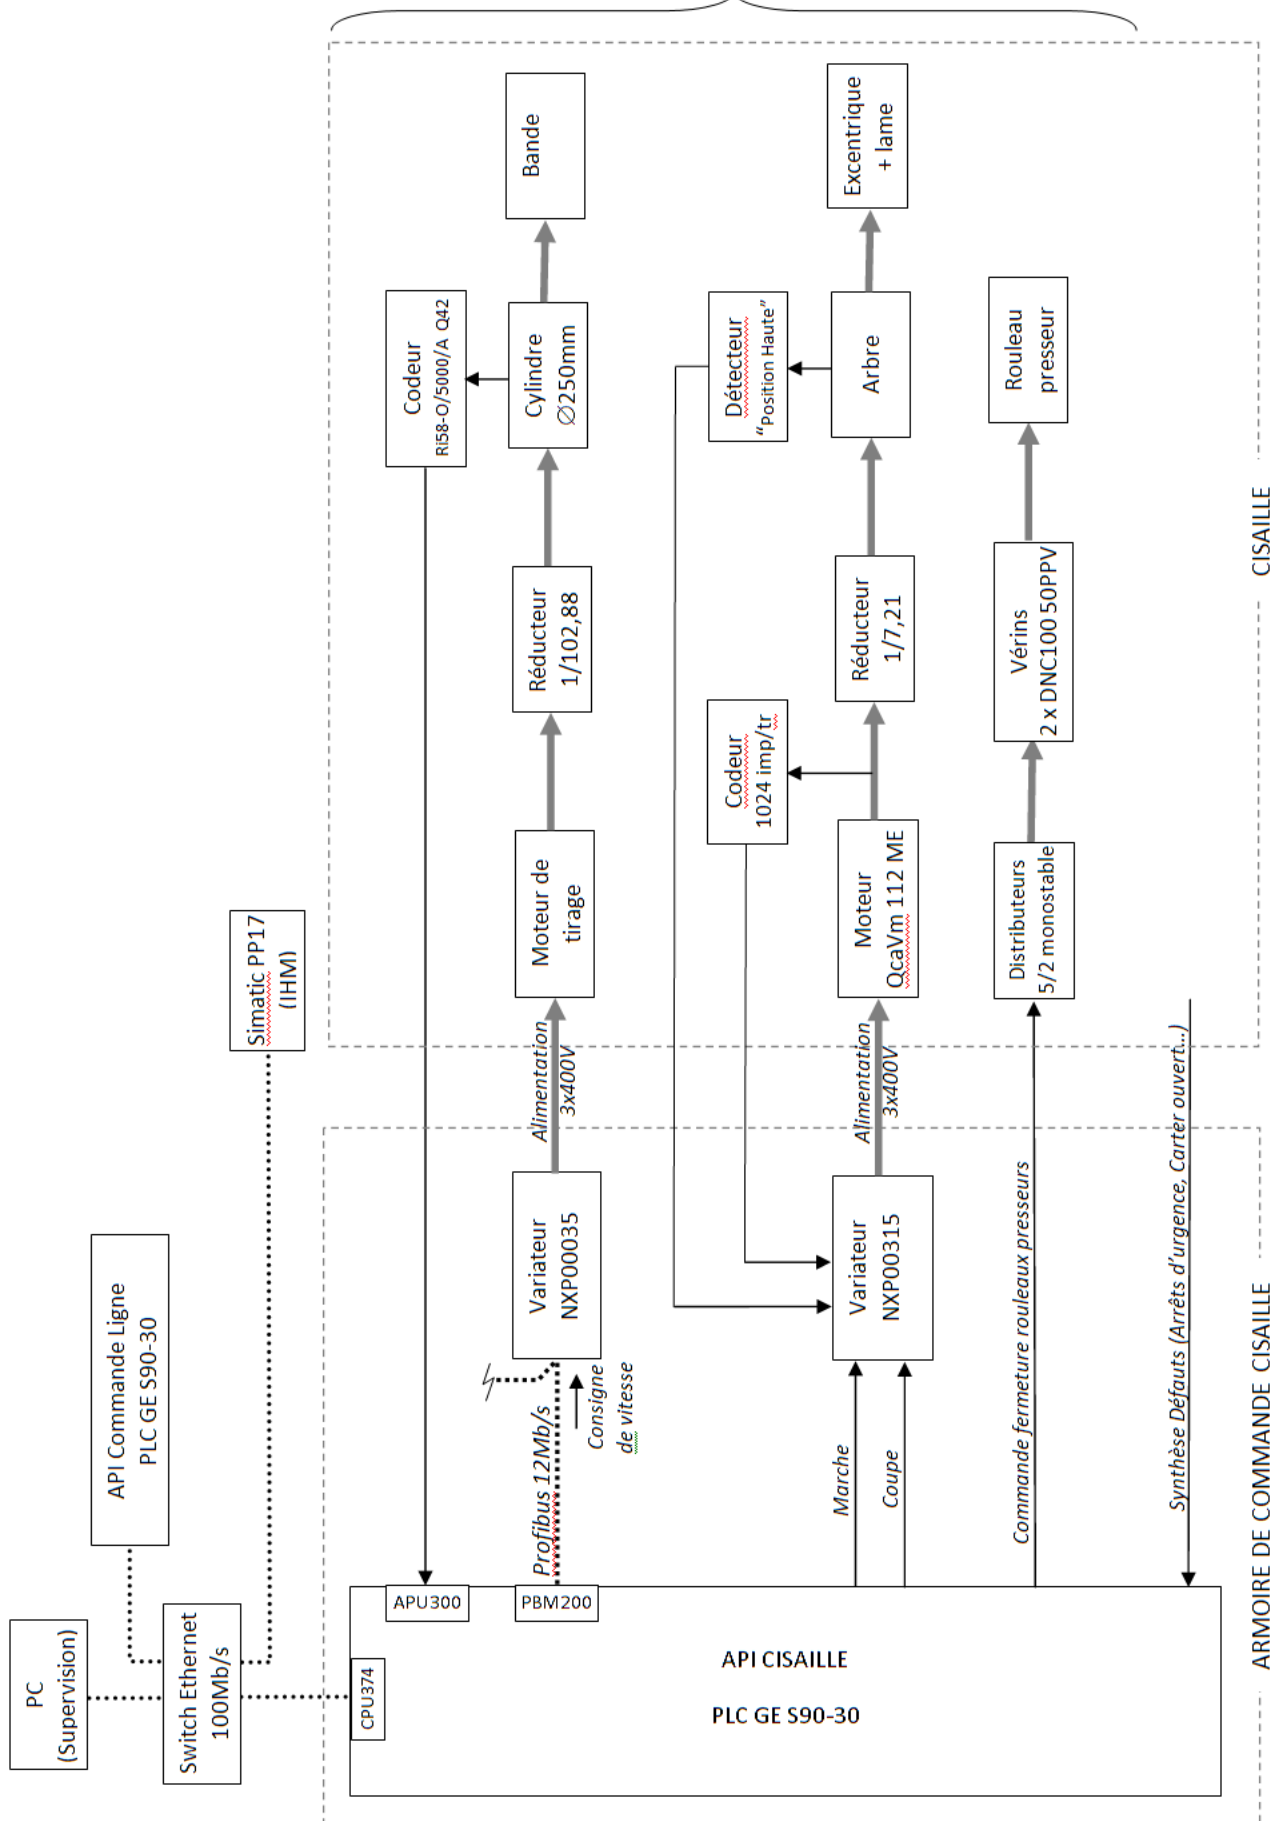 PC
(Supervision)
Switch Ethernet
100Mb/s
API Commande Ligne
PLC GE S90-30
Simatic PP17
(IHM)
CPU374
APU300
PBM200
API CISAILLE
PLC GE S90-30
Profibus 12Mb/s
Consigne
de vitesse
Variateur
NXP00035
Alimentation
3x400V
Moteur de
tirage
Réducteur
1/102,88
Cylindre
Ø250mm
Codeur
Ri58-O/5000/A Q42
Bande
Marche
Coupe
Variateur
NXP00315
Alimentation
3x400V
Moteur
QcaVm 112 ME
Codeur
1024 imp/tr
Réducteur
1/7,21
Arbre
Détecteur
“Position Haute”
Excentrique
+ lame
Commande fermeture rouleaux presseurs
Distributeurs
5/2 monostable
Vérins
2 x DNC100 50PPV
Rouleau
presseur
Synthèse Défauts (Arrêts d’urgence, Carter ouvert…)
ARMOIRE DE COMMANDE CISAILLE
CISAILLE